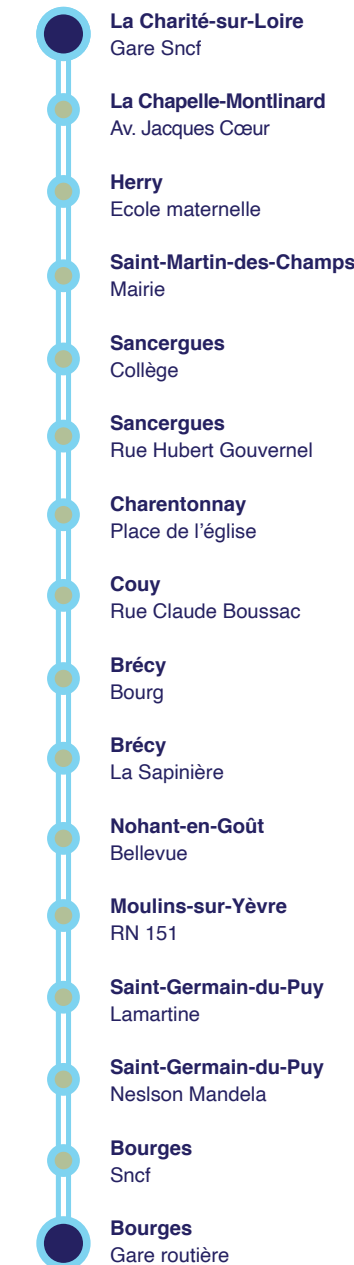 La Charité-sur-Loire
Gare Sncf
La Chapelle-Montlinard
Av. Jacques Cœur
Herry
Ecole maternelle
Saint-Martin-des-Champs
Mairie
Sancergues
Collège
Sancergues
Rue Hubert Gouvernel
Charentonnay
Place de l’église
Couy
Rue Claude Boussac
Brécy
Bourg
Brécy
La Sapinière
Nohant-en-Goût
Bellevue
Moulins-sur-Yèvre
RN 151
Saint-Germain-du-Puy
Lamartine
Saint-Germain-du-Puy
Neslson Mandela
Bourges
Sncf
Bourges
Gare routière